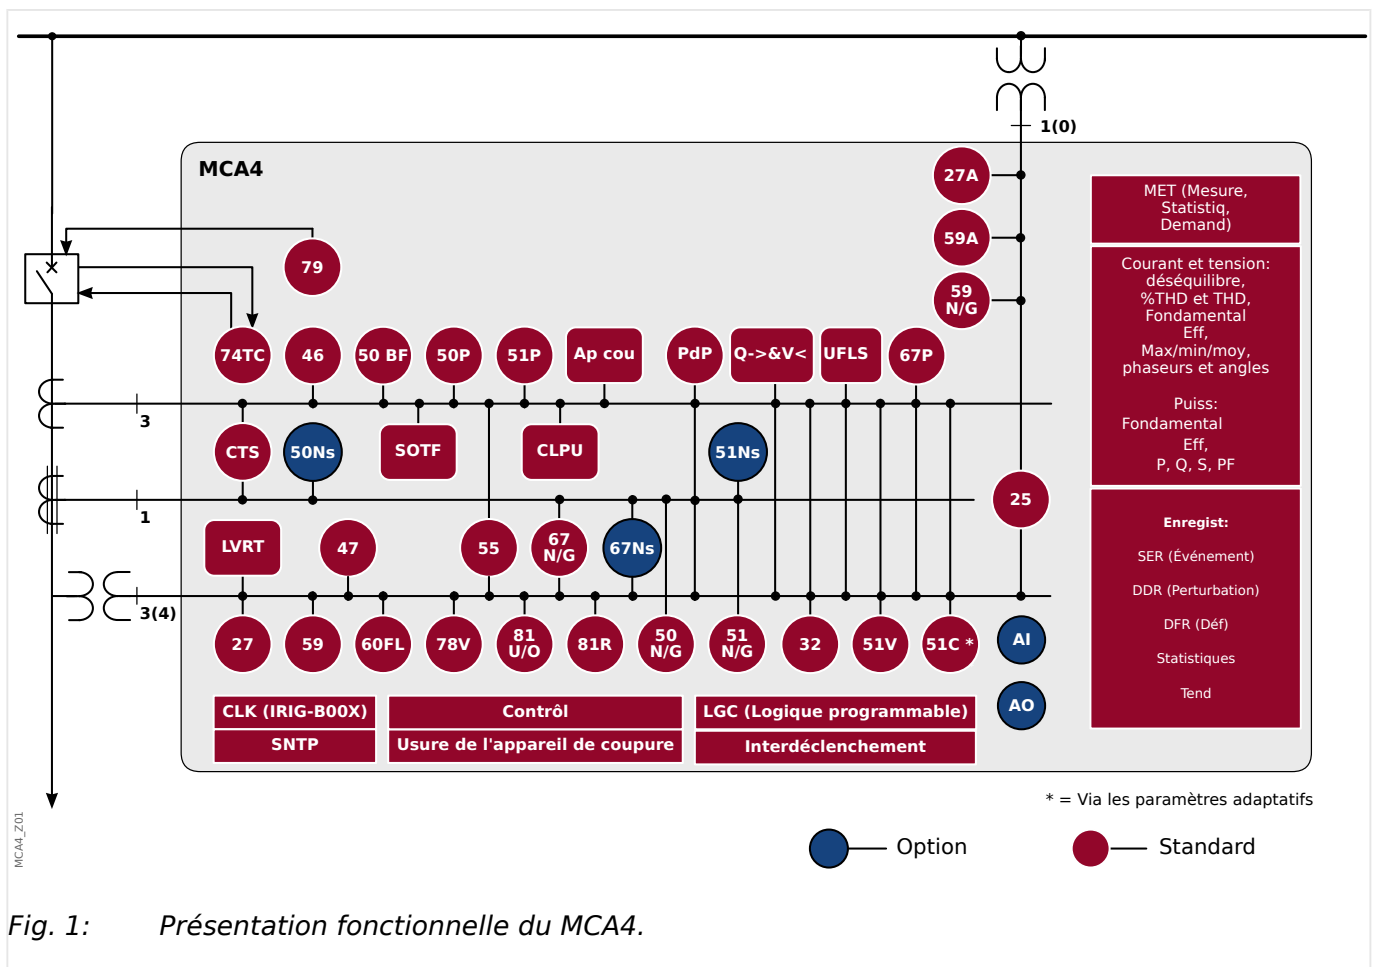 1(0)
MCA4
27A
MET (Mesure,
Statistiq,
Demand)
59A
79
Courant et tension:
déséquilibre,
%THD et THD,
Fondamental
Eff,
Max/min/moy,
phaseurs et angles
Puiss:
Fondamental
Eff,
P, Q, S, PF
59
N/G
74TC
46
50 BF
50P
51P
Ap cou
PdP
Q->&V<
UFLS
67P
3
CTS
50Ns
SOTF
CLPU
51Ns
25
1
LVRT
47
55
67
N/G
67Ns
Enregist:
SER (Événement)
DDR (Perturbation)
DFR (Déf)
Statistiques
Tend
3(4)
27
59
60FL
78V
81
U/O
81R
50
N/G
51
N/G
32
51V
51C *
AI
AO
CLK (IRIG-B00X)
Contrôl
LGC (Logique programmable)
SNTP
Usure de l'appareil de coupure
Interdéclenchement
* = Via les paramètres adaptatifs
MCA4_Z01
Option
Standard
Fig. 1: Présentation fonctionnelle du MCA4.